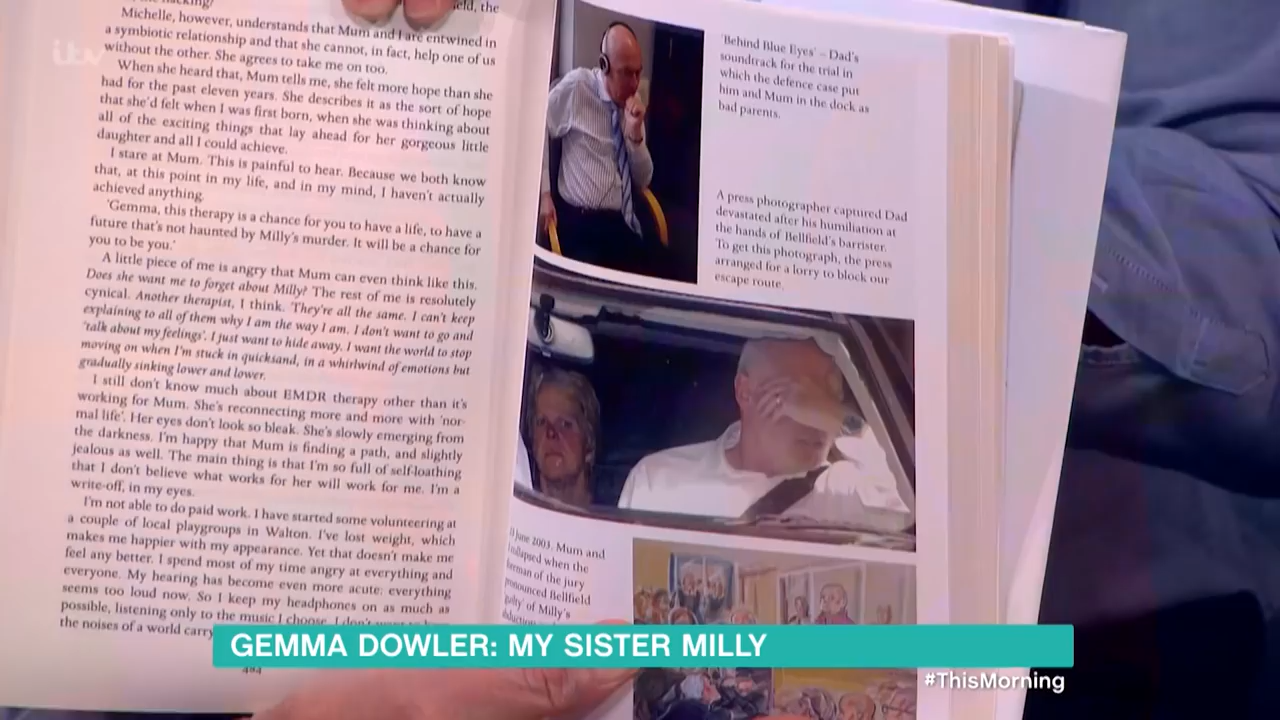 Michelle, however, understands that Mum and I are entwined in
a symbiotic relationship and that she cannot, in fact, help one of us
without the other. She agrees to take me on too.
When she heard that, Mum tells me, she felt more hope than she
had for the past eleven years. She describes it as the sort of hope
that she'd felt when I was first born, when she was thinking about
all of the exciting things that lay ahead for her gorgeous little
daughter and all I could achieve.
I stare at Mum. This is painful to hear. Because we both know
that, at this point in my life, and in my mind, I haven't actually
achieved anything.
'Gemma, this therapy is a chance for you to have a life, to have a
future that's not haunted by Milly's murder. It will be a chance for
you to be you.'
A little piece of me is angry that Mum can even think like this.
Does she want me to forget about Milly? The rest of me is resolutely
cynical. Another therapist, I think. They're all the same. I can't keep
explaining to all of them why I am the way I am. I don't want to go and
'talk about my feelings'. I just want to hide away. I want the world to stop
moving on when I'm stuck in quicksand, in a whirlwind of emotions but
gradually sinking lower and lower.
I still don't know much about EMDR therapy other than it's
working for Mum. She's reconnecting more and more with 'nor-
mal life'. Her eyes don't look so bleak. She's slowly emerging from
the darkness. I'm happy that Mum is finding a path, and slightly
jealous as well. The main thing is that I'm so full of self-loathing
that I don't believe what works for her will work for me. I'm a
write-off, in my eyes.
I'm not able to do paid work. I have started some volunteering at
a couple of local playgroups in Walton. I've lost weight, which
makes me happier with my appearance. Yet that doesn't make me
feel any better. I spend most of my time angry at everything and
everyone. My hearing has become even more acute: everything
seems too loud now. So I keep my headphones on as much as
possible, listening only to the music I choose.
the noises of a world carry
'Behind Blue Eyes' – Dad's
soundtrack for the trial in
which the defence case put
him and Mum in the dock as
bad parents.
A press photographer captured Dad
devastated after his humiliation at
the hands of Bellfield's barrister.
To get this photograph, the press
arranged for a lorry to block our
escape route.
June 2003. Mum and
collapsed when the
of the jury
pronounced Bellfield
of Milly's
itv
GEMMA DOWLER: MY SISTER MILLY
#ThisMorning